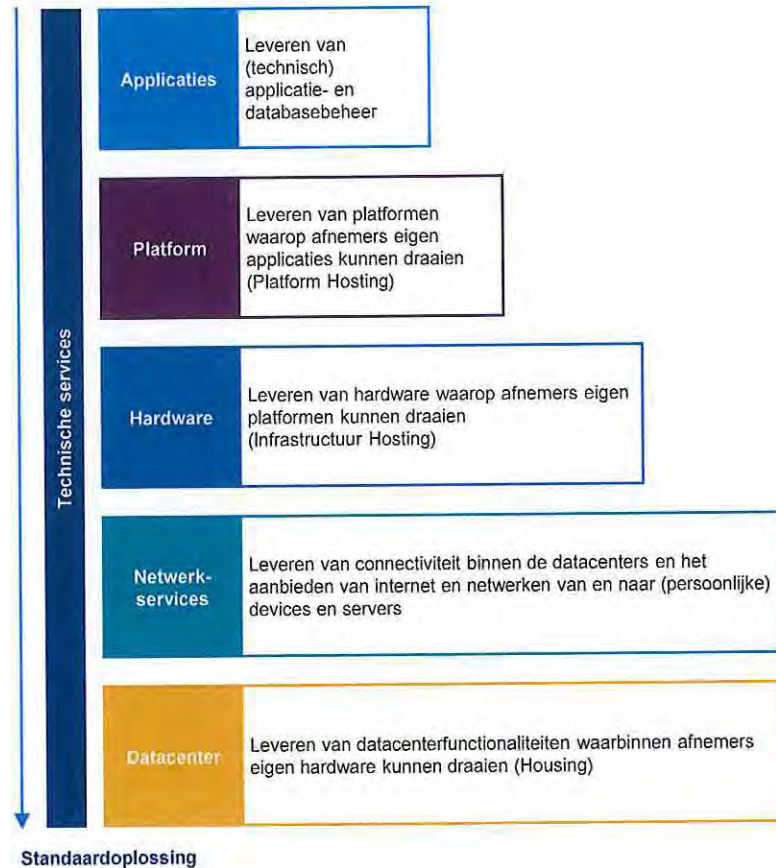 Technische services
Applicaties
Leveren van
(technisch)
applicatie- en
databasebeheer
Platform
Leveren van platformen
waarop afnemers eigen
applicaties kunnen draaien
(Platform Hosting)
Hardware
Leveren van hardware waarop afnemers eigen
platformen kunnen draaien
(Infrastructuur Hosting)
Netwerk-
services
Leveren van connectiviteit binnen de datacenters en het
aanbieden van internet en netwerken van en naar (persoonlijke)
devices en servers
Datacenter
Leveren van datacenterfunctionaliteiten waarbinnen afnemers
eigen hardware kunnen draaien (Housing)
Standaardoplossing